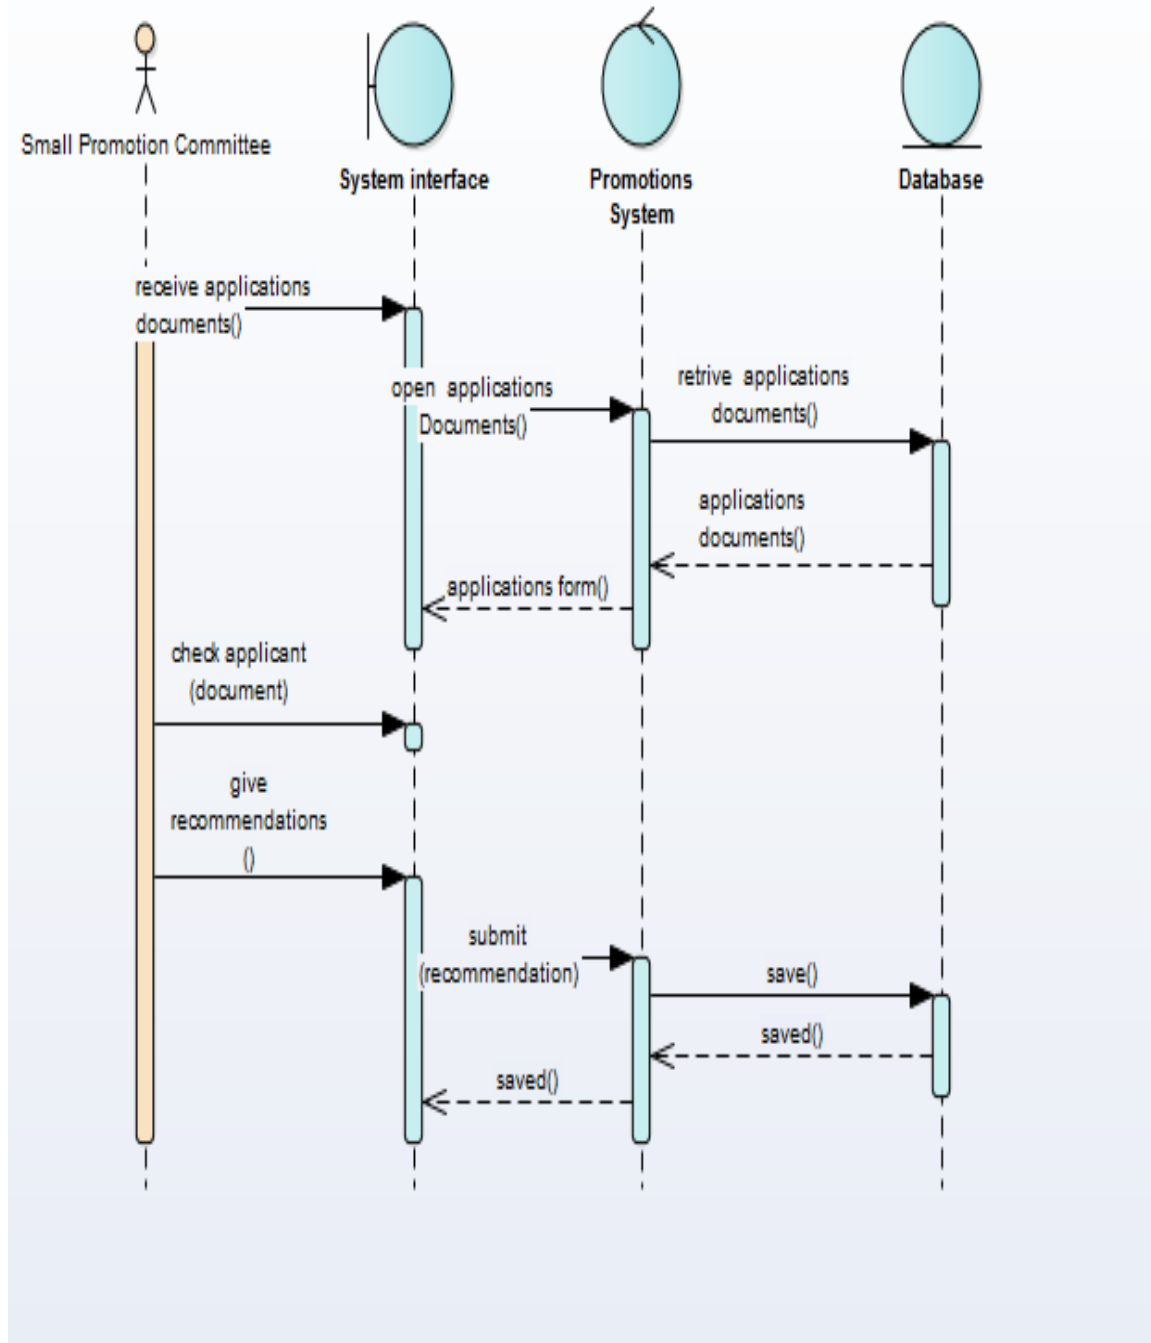 Small Promotion Committee
System interface
Promotions
System
Database
receive applications
documents()
open  applications
Documents()
retrive  applications
documents()
applications
documents()
applications form()
check applicant
(document)
give
recommendations
()
submit
(recommendation)
save()
saved()
saved()